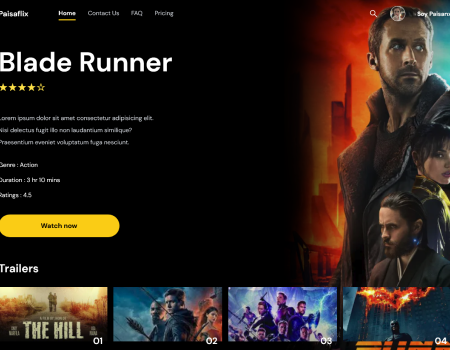 Paisaflix
Home Contact Us FAQ Pricing
Soy Paisan
Blade Runner
Lorem ipsum dolor sit amet consectetur adipisicing elit.
Nisi delectus fugit illo non laudantium similique?
Praesentium eveniet voluptatum fuga nesciunt.
Genre : Action
Duration : 3 hr 10 mins
Ratings : 4.5
Watch now
Trailers
THE KILL
01
02
03
04